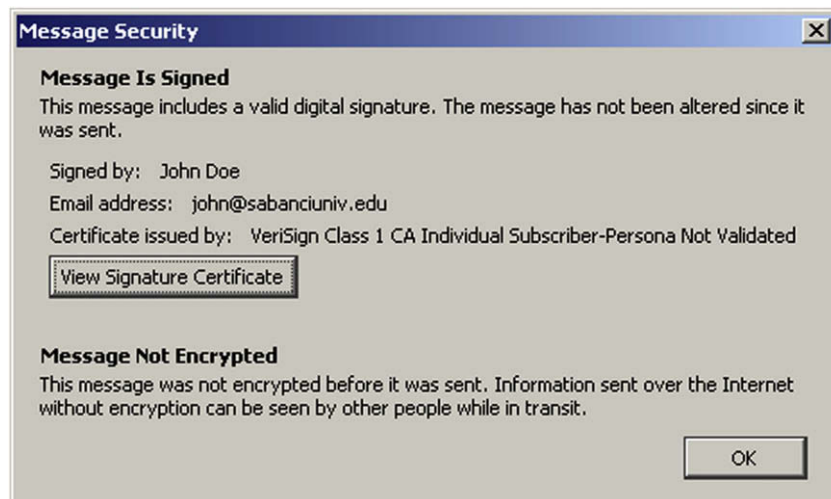 Message Security
Message Is Signed
This message includes a valid digital signature. The message has not been altered since it
was sent.
Signed by: John Doe
Email address: john@sabanciuniv.edu
Certificate issued by: VeriSign Class 1 CA Individual Subscriber-Persona Not Validated
View Signature Certificate
Message Not Encrypted
This message was not encrypted before it was sent. Information sent over the Internet
without encryption can be seen by other people while in transit.
OK